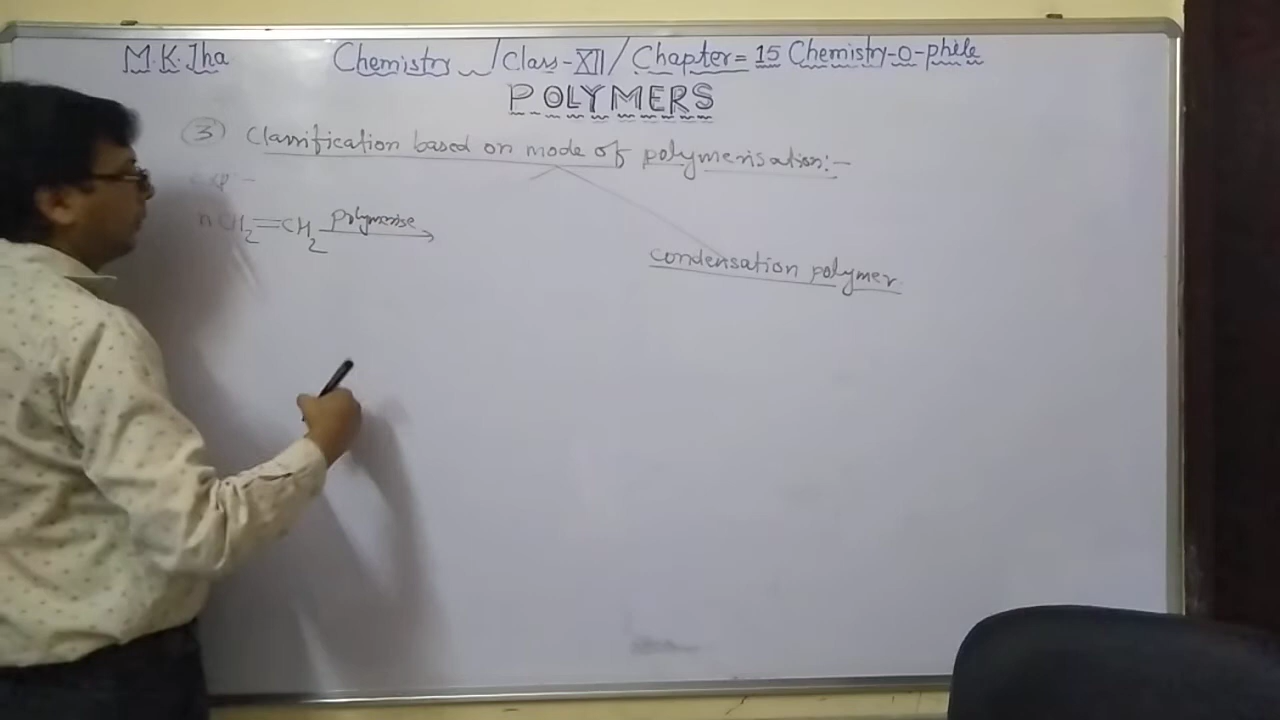 M.K.Jha Chemistry /Class-XII/ Chapter=15 Chemistry-o-phile
POLYMERS
③ Classification based on mode of polymerisation:-
exp:-
nCH₂=CH₂ polymerise →
condensation polymer